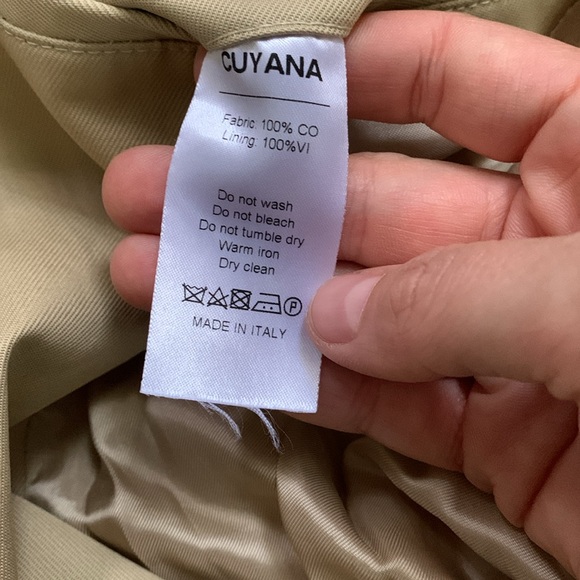 CUYANA
Fabric: 100% CO
Lining: 100%VI
Do not wash
Do not bleach
Do not tumble dry
Warm iron
Dry clean
P
MADE IN ITALY